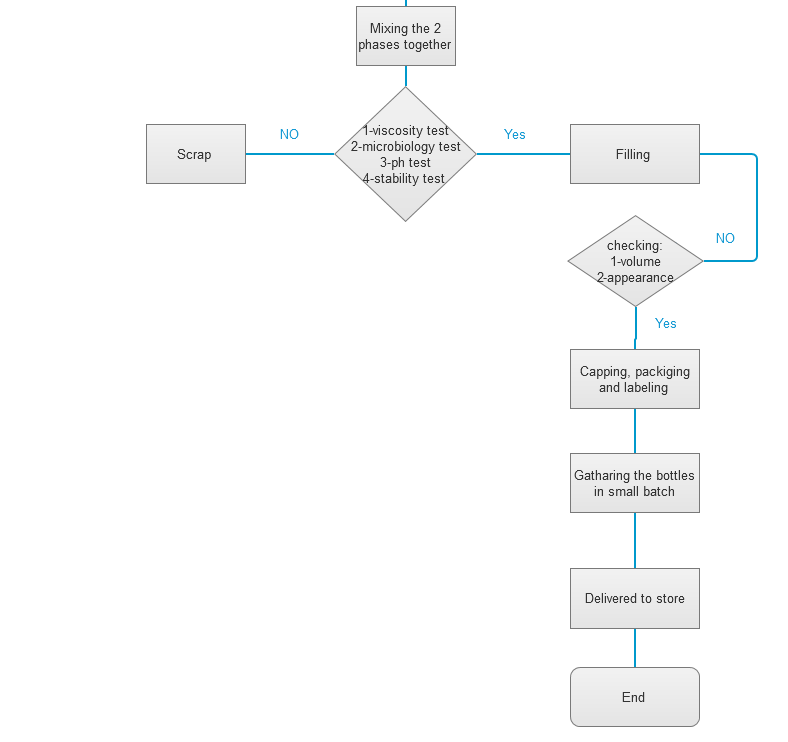 Mixing the 2
phases together
1-viscosity test
2-microbiology test
3-ph test
4-stability test
NO
Scrap
Yes
Filling
NO
checking:
1-volume
2-appearance
Yes
Capping, packiging
and labeling
Gatharing the bottles
in small batch
Delivered to store
End